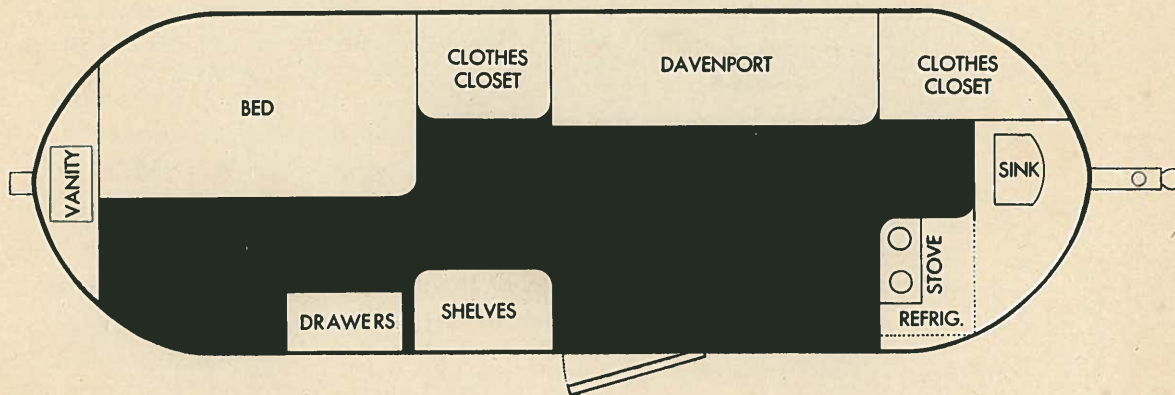 BED
CLOTHES
CLOSET
DAVENPORT
CLOTHES
CLOSET
VANITY
SINK
STOVE
DRAWERS
SHELVES
REFRIG.